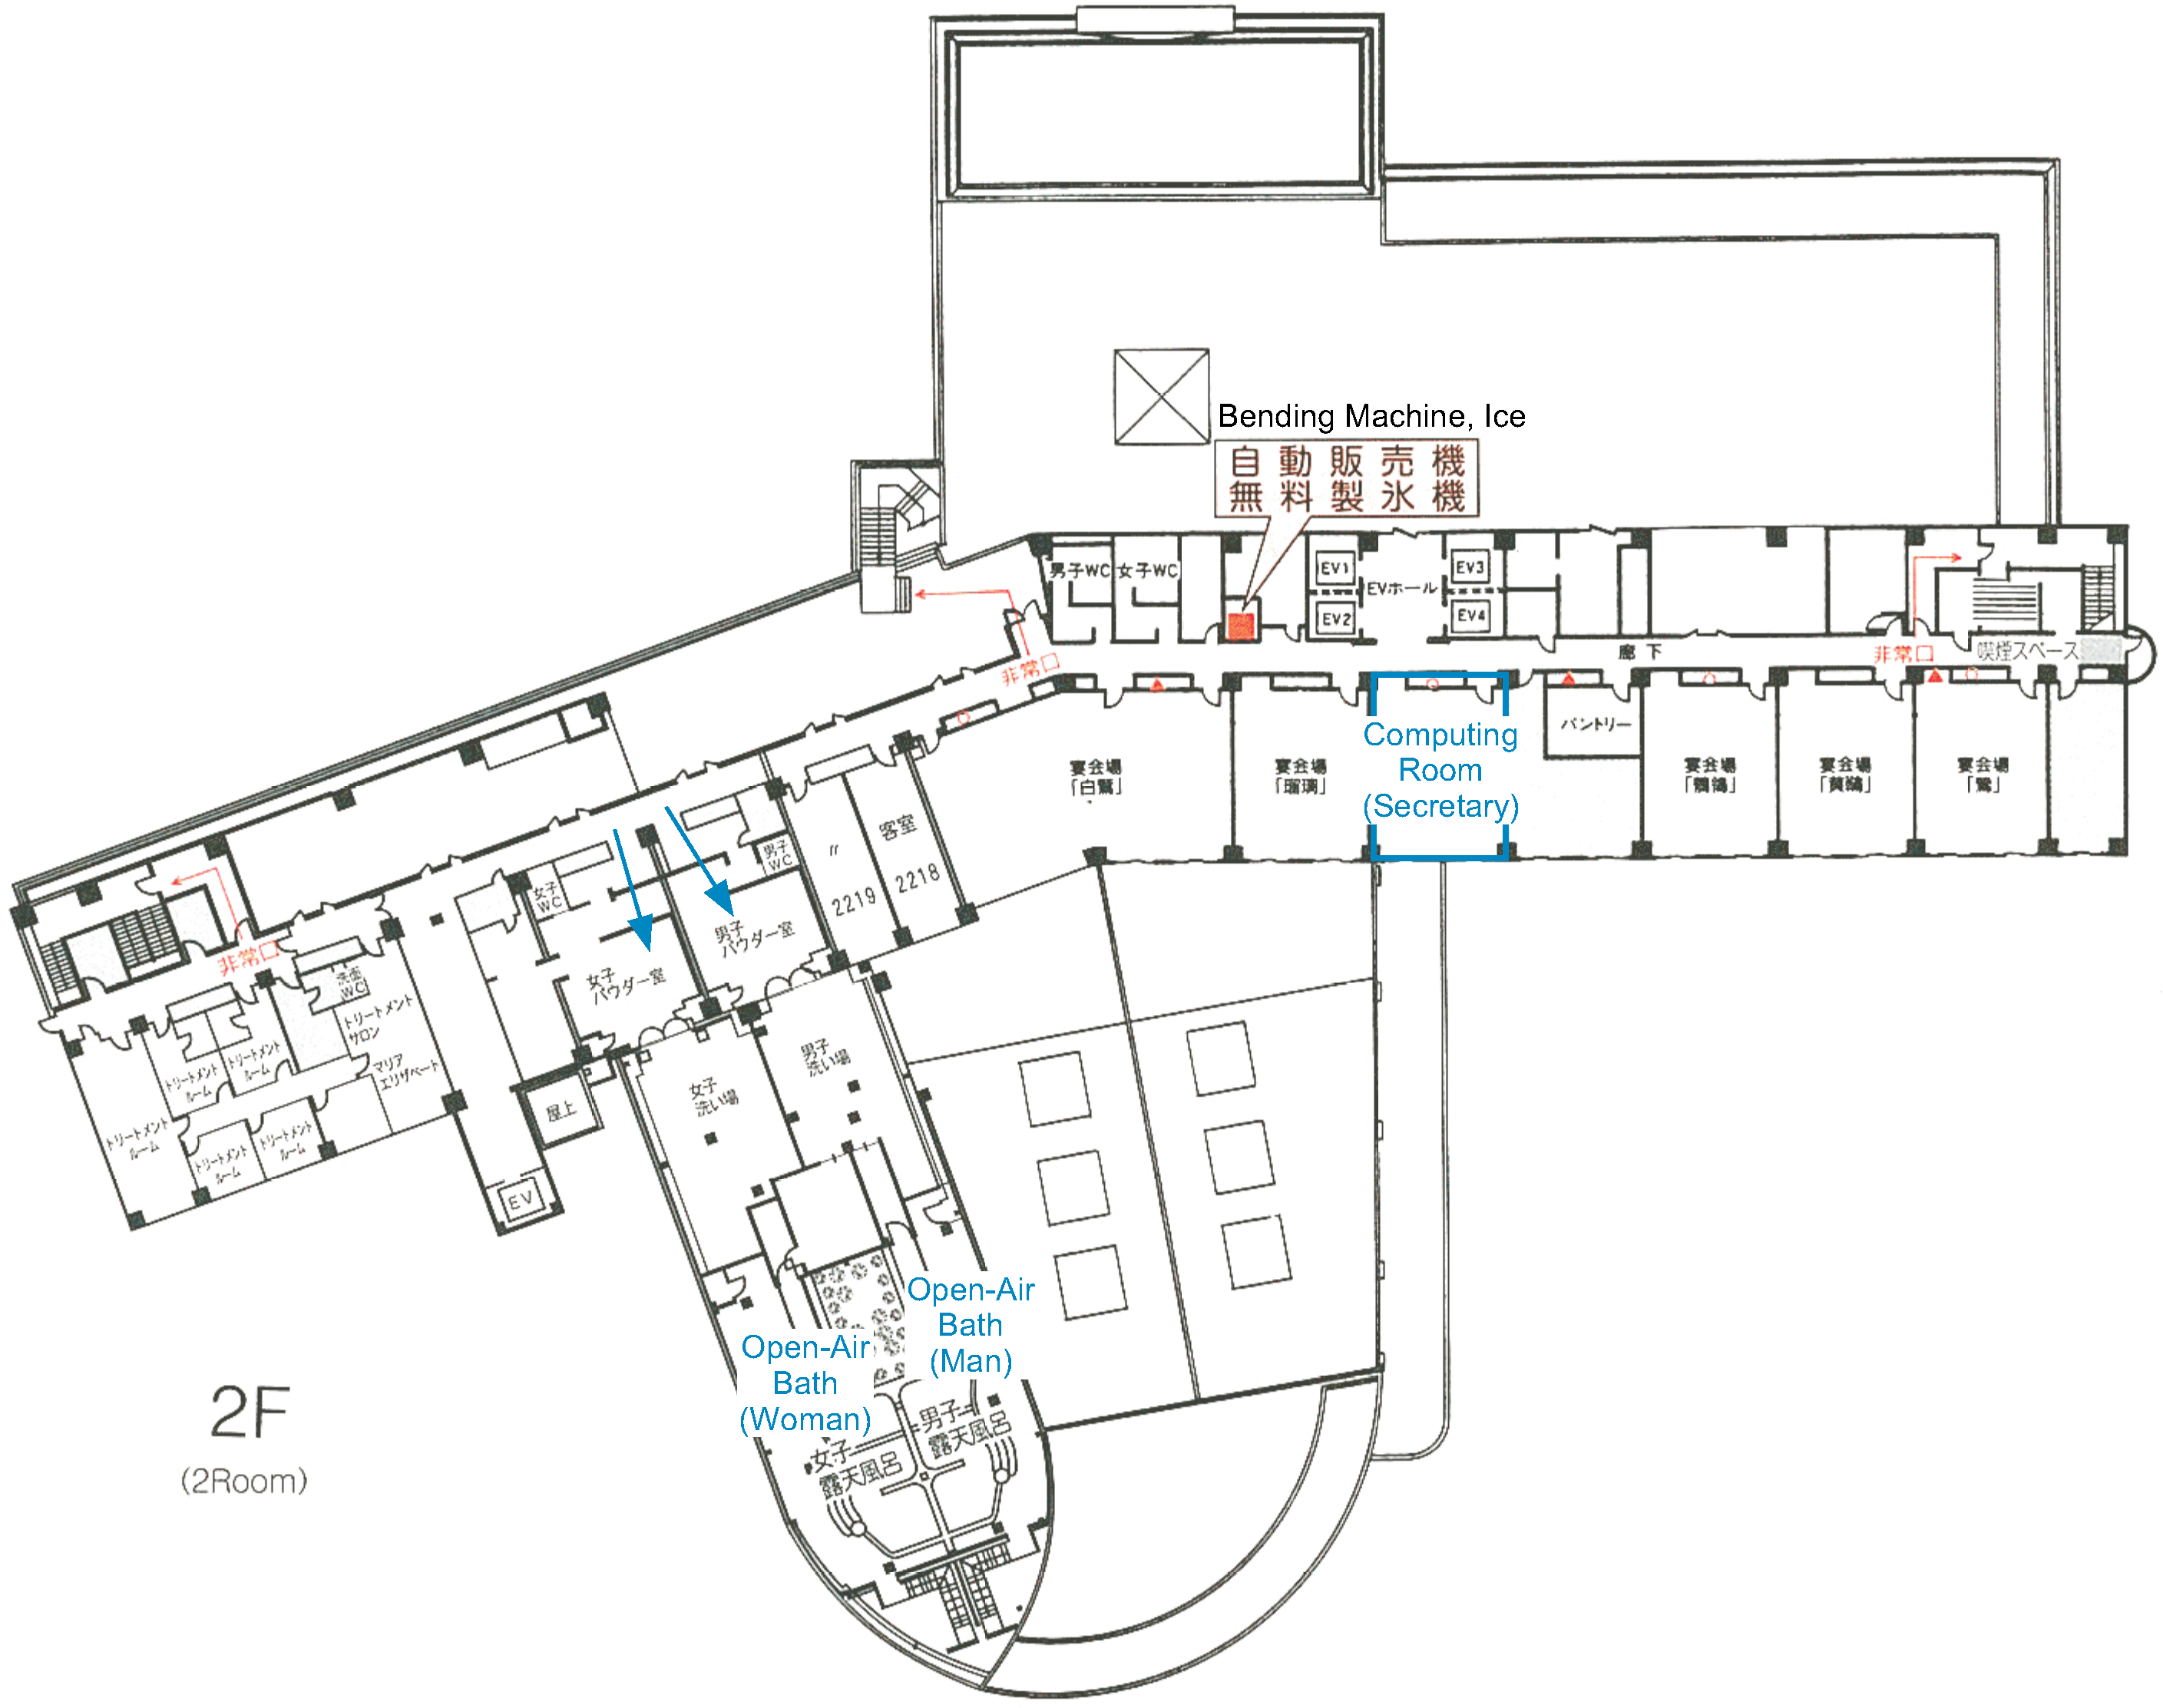 Bending Machine, Ice
自動販売機
無料製氷機
男子WC
女子WC
EV1
EV2
EVホール
EV3
EV4
廊下
非常口
喫煙スペース
非常口
Computing
Room
(Secretary)
パントリー
宴会場
「白鷺」
宴会場
「瑠璃」
宴会場
宴会場
宴会場
「鷺」
客室
2218
〃
2219
男子
WC
女子
WC
男子
パウダー室
女子
パウダー室
非常口
洗面
WC
トリートメント
サロン
マリア
エリザベート
トリートメント
ルーム
トリートメント
ルーム
トリートメント
ルーム
トリートメント
ルーム
トリートメント
ルーム
屋上
EV
男子
洗い場
女子
洗い場
Open-Air
Bath
(Man)
Open-Air
Bath
(Woman)
男子
露天風呂
女子
露天風呂
2F
(2Room)